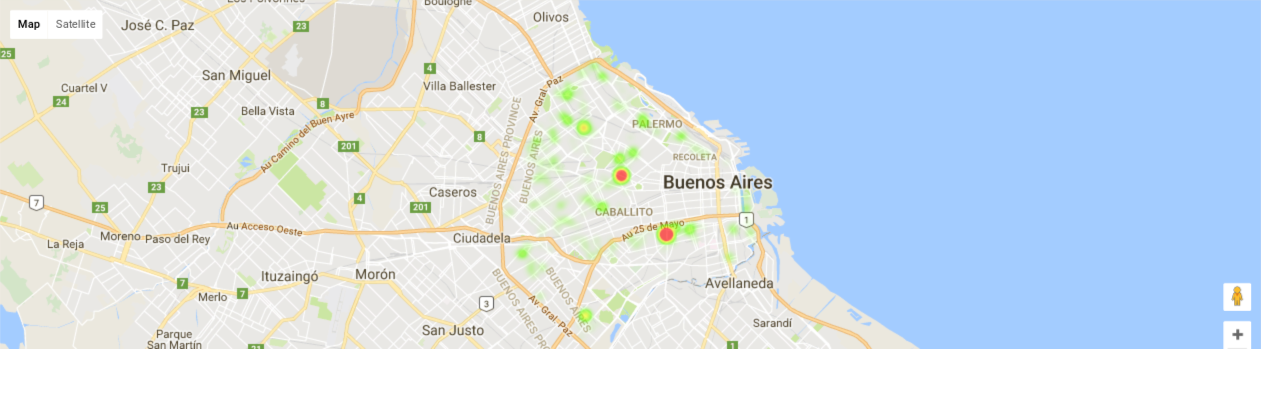 Los Polvorines
Boulogne
Map
Satellite
José C. Paz
23
Olivos
25
San Miguel
4
Cuartel V
Villa Ballester
Av. Gral. Paz
24
23
Bella Vista
8
Au Camino del Buen Ayre
PALERMO
201
8
BUENOS AIRES PROVINCE
BUENOS AIRES
RECOLETA
Trujui
23
Buenos Aires
7
25
Caseros
4
201
CABALLITO
1
Au Acceso Oeste
Au 25 de Mayo
La Reja
Moreno
Paso del Rey
Ciudadela
Ituzaingó
Morón
Avellaneda
7
Merlo
7
3
BUENOS AIRES
BUENOS AIRES PROVINCE
Av. Gral. Paz
Parque
San Martín
San Justo
Sarandí
21
1